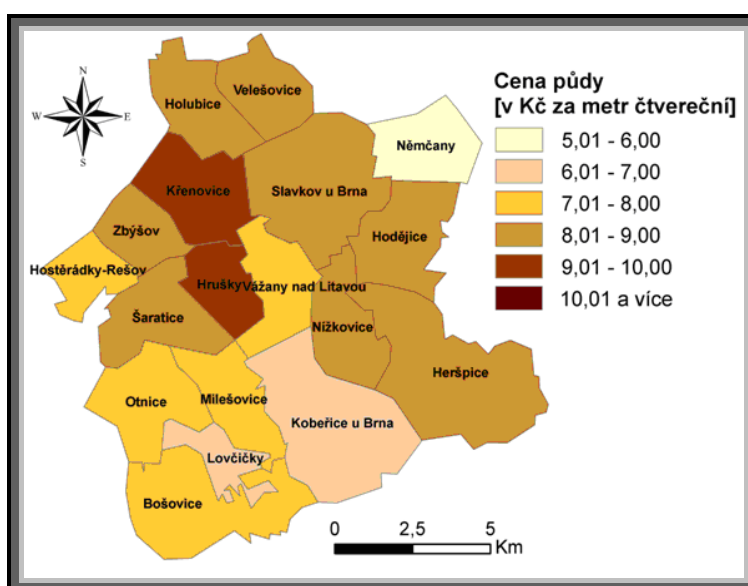 N
W E
S
Cena půdy
[v Kč za metr čtvereční]
5,01 - 6,00
6,01 - 7,00
7,01 - 8,00
8,01 - 9,00
9,01 - 10,00
10,01 a více
Velešovice
Holubice
Němčany
Křenovice
Slavkov u Brna
Zbýšov
Hodějice
Hostěrádky-Rešov
Hrušky
Vážany nad Litavou
Šaratice
Nížkovice
Heršpice
Otnice
Milešovice
Kobeřice u Brna
Lovčičky
Bošovice
0 2,5 5
Km